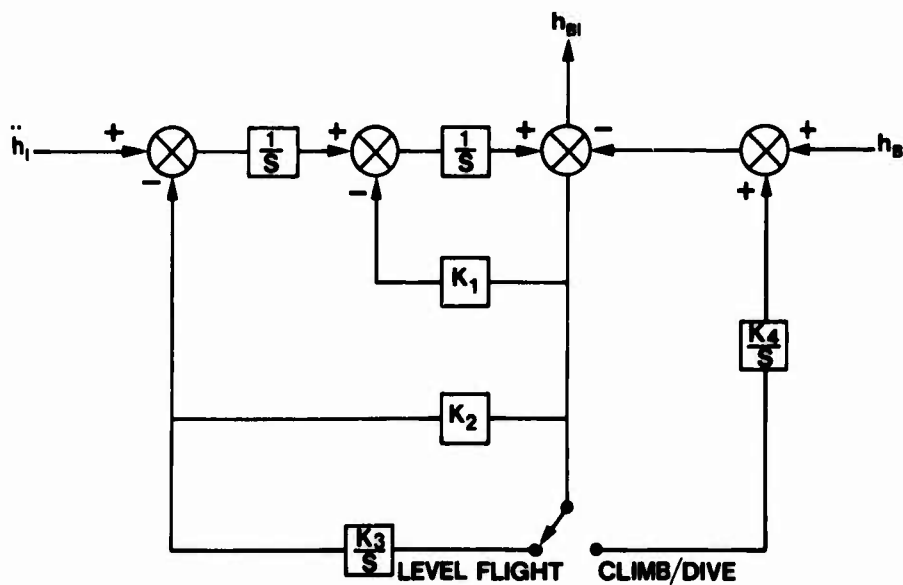 h_BI
ḧ_I + - 1/S + - 1/S + - + h_B
+
K_1
K_4/S
K_2
K_3/S
LEVEL FLIGHT CLIMB/DIVE